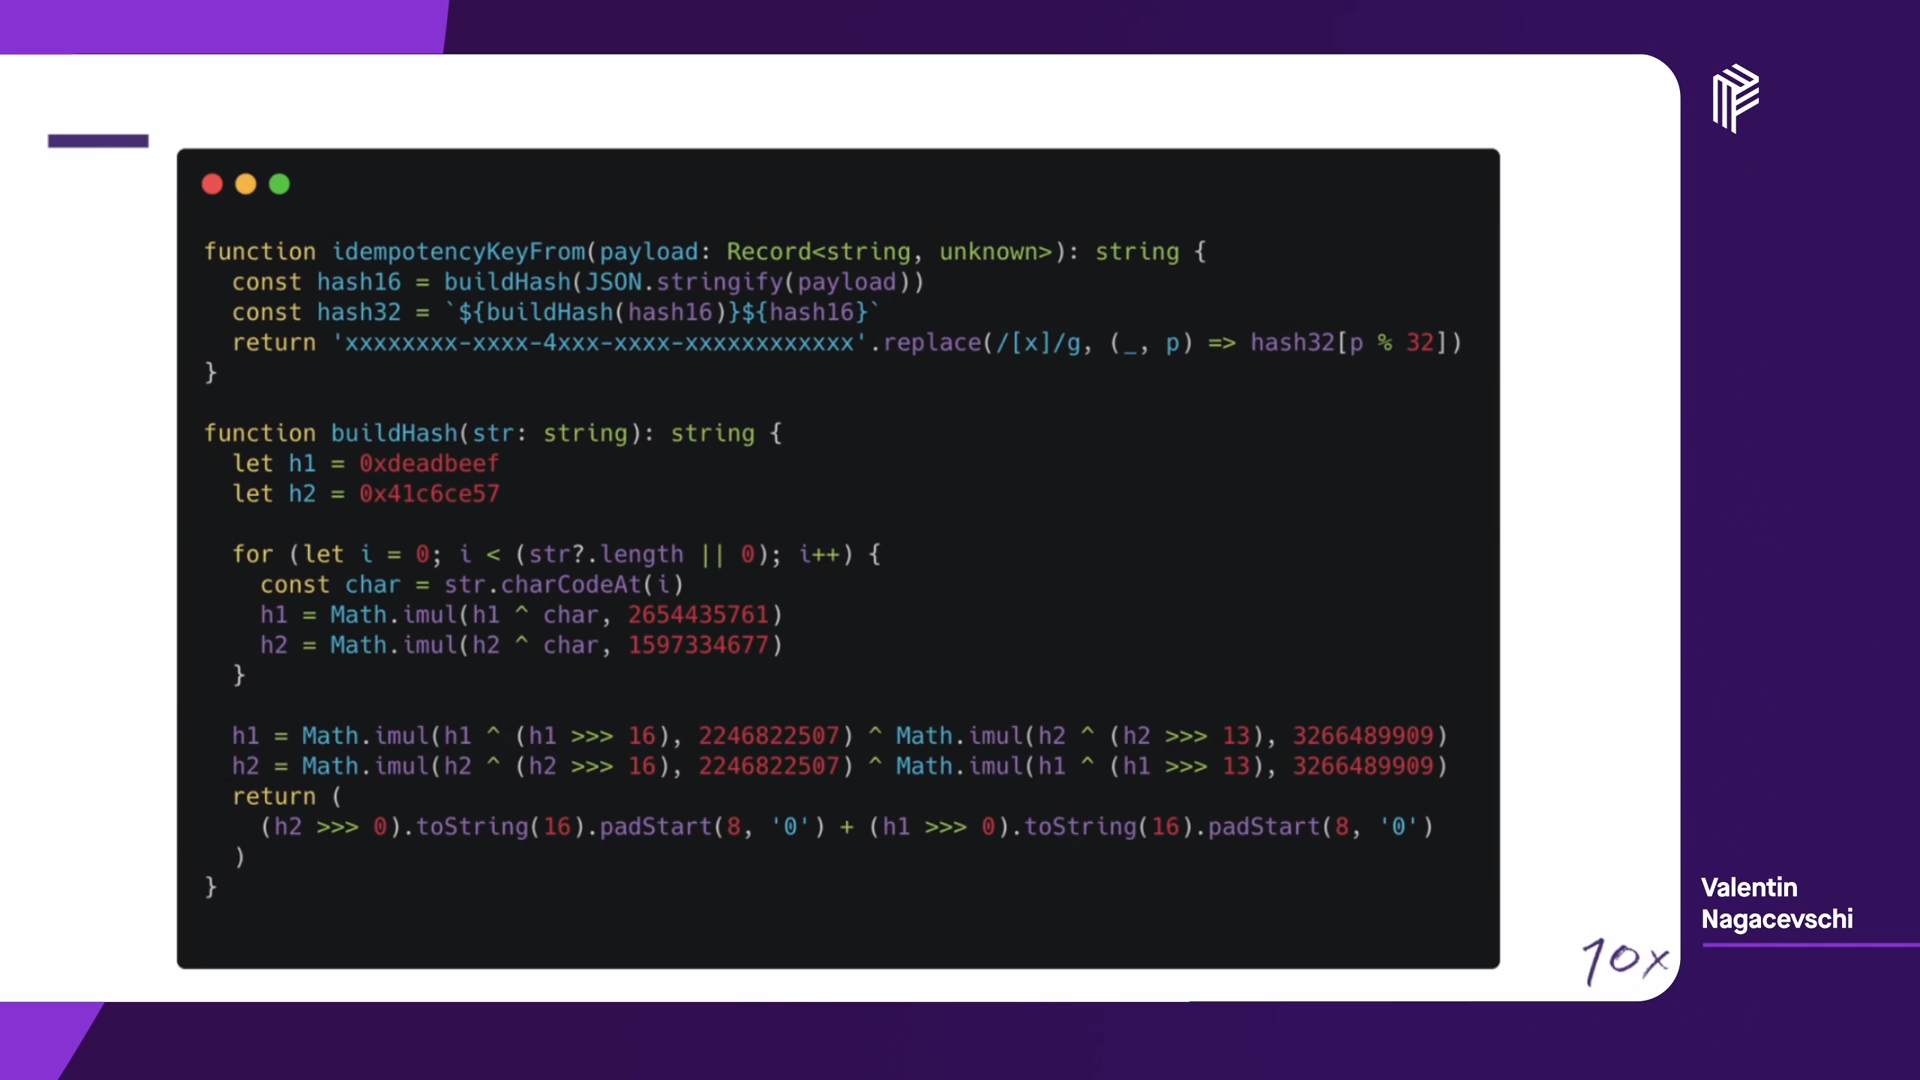 function idempotencyKeyFrom(payload: Record<string, unknown>): string {
  const hash16 = buildHash(JSON.stringify(payload))
  const hash32 = `${buildHash(hash16)}${hash16}`
  return 'xxxxxxxx-xxxx-4xxx-xxxx-xxxxxxxxxxxx'.replace(/[x]/g, (_, p) => hash32[p % 32])
}
function buildHash(str: string): string {
  let h1 = 0xdeadbeef
  let h2 = 0x41c6ce57
  for (let i = 0; i < (str?.length || 0); i++) {
    const char = str.charCodeAt(i)
    h1 = Math.imul(h1 ^ char, 2654435761)
    h2 = Math.imul(h2 ^ char, 1597334677)
  }
  h1 = Math.imul(h1 ^ (h1 >>> 16), 2246822507) ^ Math.imul(h2 ^ (h2 >>> 13), 3266489909)
  h2 = Math.imul(h2 ^ (h2 >>> 16), 2246822507) ^ Math.imul(h1 ^ (h1 >>> 13), 3266489909)
  return (
    (h2 >>> 0).toString(16).padStart(8, '0') + (h1 >>> 0).toString(16).padStart(8, '0')
  )
}
Valentin
Nagacevschi
10x